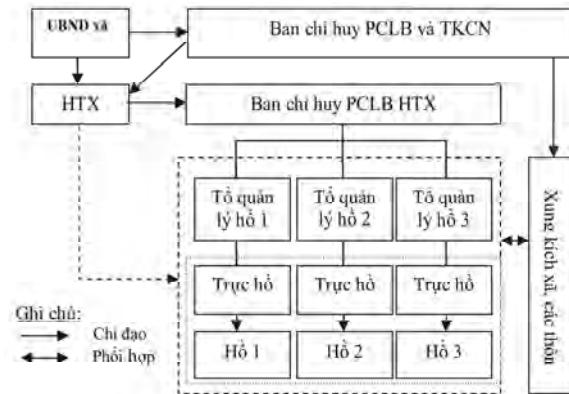 UBND xã
Ban chỉ huy PCLB và TKCN
HTX
Ban chỉ huy PCLB HTX
Tổ quản
lý hồ 1
Tổ quản
lý hồ 2
Tổ quản
lý hồ 3
Trực hồ
Trực hồ
Trực hồ
Hồ 1
Hồ 2
Hồ 3
Xung kích xã, các thôn
Ghi chú:
Chỉ đạo
Phối hợp